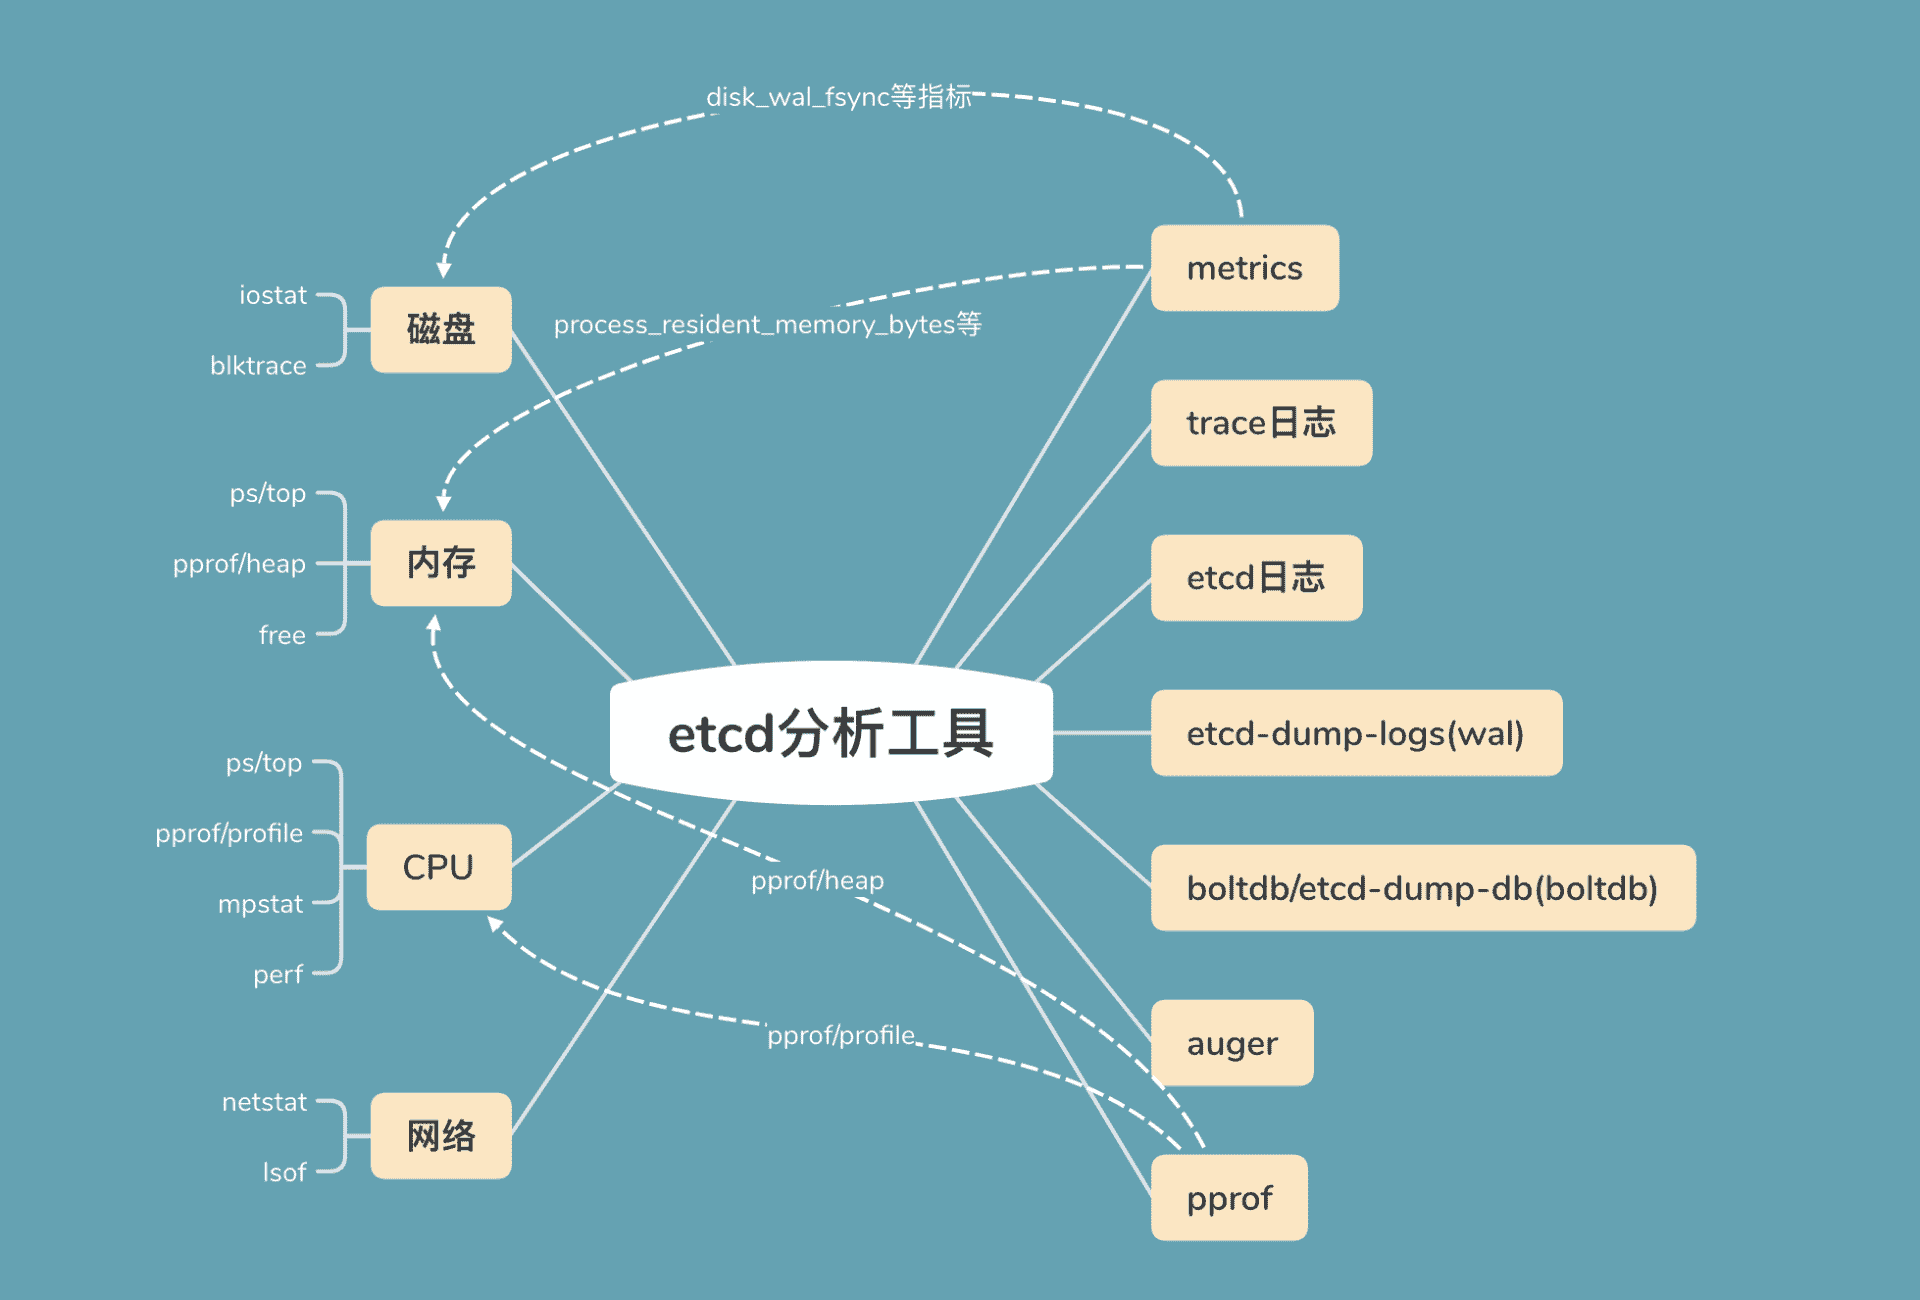 disk_wal_fsync等指标
metrics
iostat
磁盘
process_resident_memory_bytes等
blktrace
trace日志
ps/top
内存
pprof/heap
etcd日志
free
etcd分析工具
etcd-dump-logs(wal)
ps/top
pprof/profile
CPU
pprof/heap
boltdb/etcd-dump-db(boltdb)
mpstat
perf
pprof/profile
auger
netstat
网络
lsof
pprof